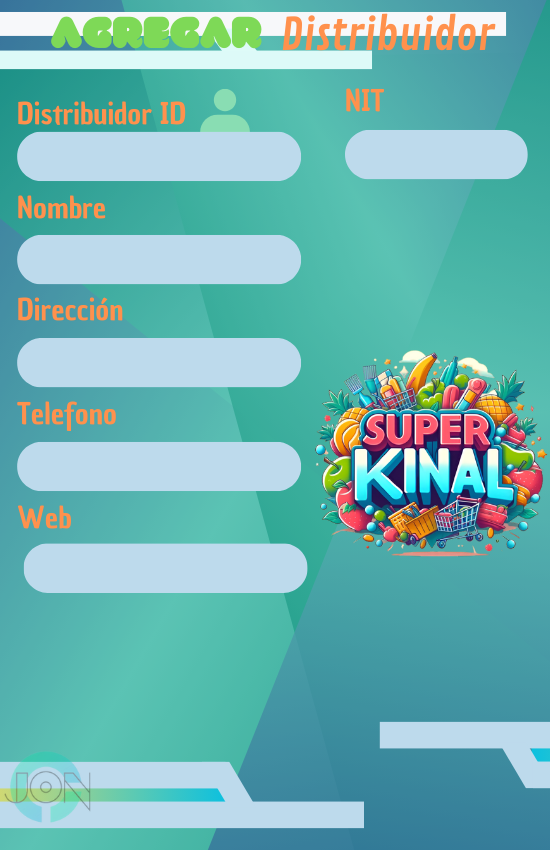 AGREGAR Distribuidor
Distribuidor ID
NIT
Nombre
Dirección
Telefono
SUPER
KINAL
Web
JON